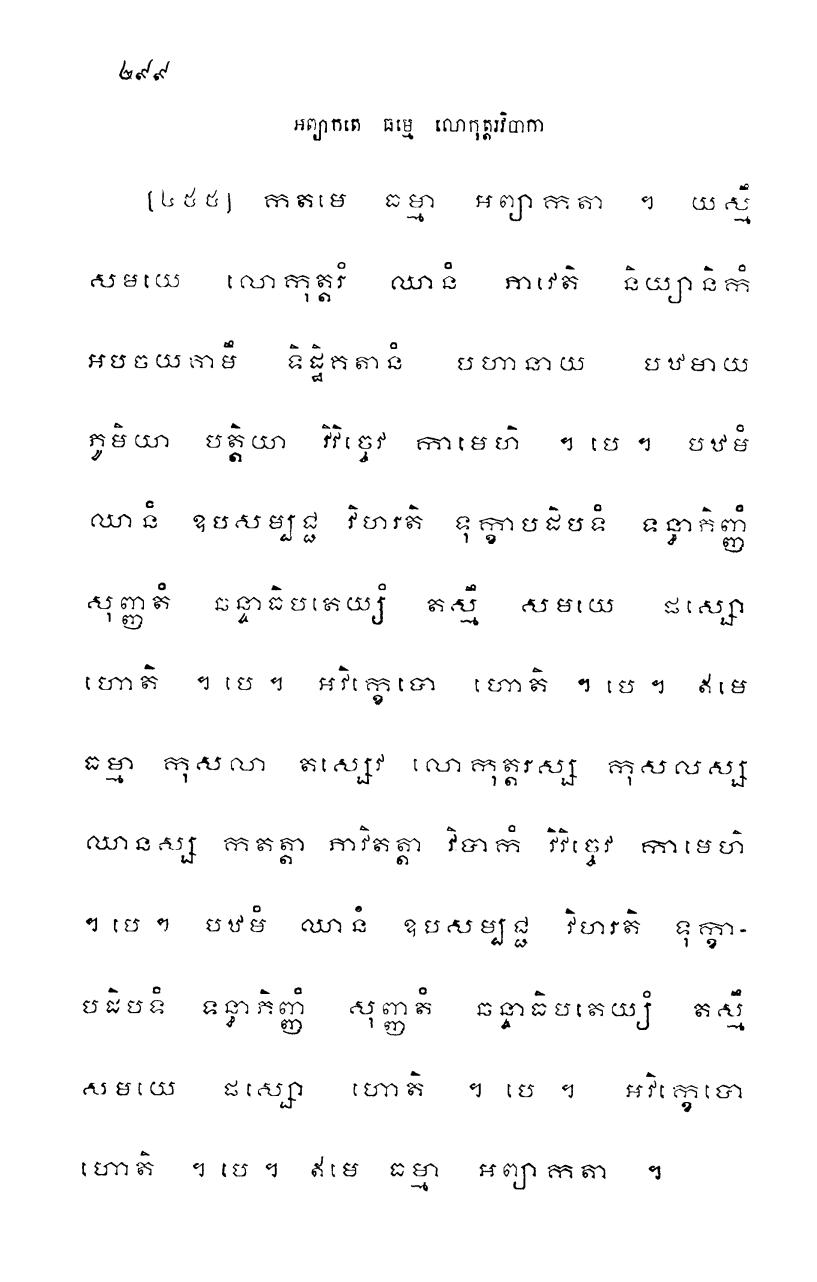 ២៩៩
អព្យាកតេ ធម្មេ លោកុត្តរវិបាកា
[៤៥៥] កតមេ ធម្មា អព្យាកតា ។ យស្មឹ
សមយេ លោកុត្តរំ ឈានំ ភាវេតិ និយ្យានិកំ
អបចយគាមឹ ទិដ្ឋិគតានំ បហានាយ បឋមាយ
ភូមិយា បត្តិយា វិវិច្ចេវ កាមេហិ ។ បេ ។ បឋមំ
ឈានំ ឧបសម្បជ្ជ វិហរតិ ទុក្ខាបដិបទំ ទន្ធាភិញ្ញំ
សុញ្ញតំ ឆន្ទាធិបតេយ្យំ តស្មឹ សមយេ ផស្សោ
ហោតិ ។ បេ ។ អវិក្ខេបោ ហោតិ ។ បេ ។ ឥមេ
ធម្មា កុសលា តស្សេវ លោកុត្តរស្ស កុសលស្ស
ឈានស្ស កតត្តា ភាវិតត្តា វិបាកំ វិវិច្ចេវ កាមេហិ
។ បេ ។ បឋមំ ឈានំ ឧបសម្បជ្ជ វិហរតិ ទុក្ខា-
បដិបទំ ទន្ធាភិញ្ញំ សុញ្ញតំ ឆន្ទាធិបតេយ្យំ តស្មឹ
សមយេ ផស្សោ ហោតិ ។ បេ ។ អវិក្ខេបោ
ហោតិ ។ បេ ។ ឥមេ ធម្មា អព្យាកតា ។